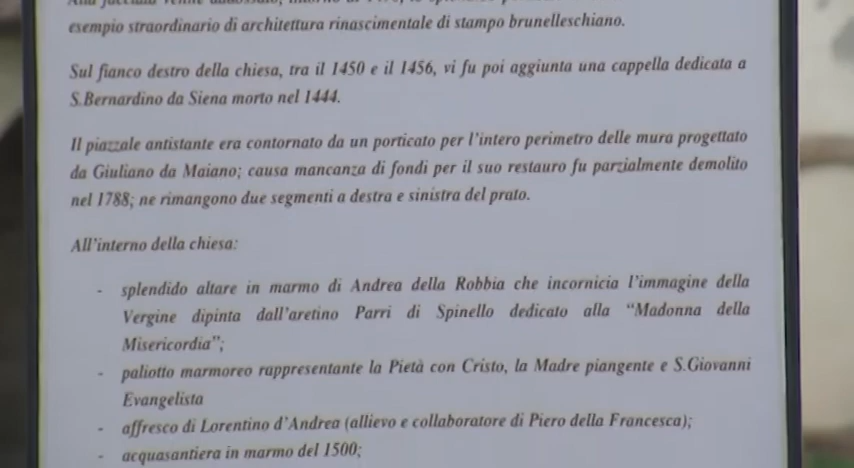 esempio straordinario di architettura rinascimentale di stampo brunelleschiano.
Sul fianco destro della chiesa, tra il 1450 e il 1456, vi fu poi aggiunta una cappella dedicata a
S.Bernardino da Siena morto nel 1444.
Il piazzale antistante era contornato da un porticato per l'intero perimetro delle mura progettato
da Giuliano da Maiano; causa mancanza di fondi per il suo restauro fu parzialmente demolito
nel 1788; ne rimangono due segmenti a destra e sinistra del prato.
All'interno della chiesa:
- splendido altare in marmo di Andrea della Robbia che incornicia l'immagine della
Vergine dipinta dall'aretino Parri di Spinello dedicato alla “Madonna della
Misericordia”;
- paliotto marmoreo rappresentante la Pietà con Cristo, la Madre piangente e S.Giovanni
Evangelista
- affresco di Lorentino d'Andrea (allievo e collaboratore di Piero della Francesca);
- acquasantiera in marmo del 1500;